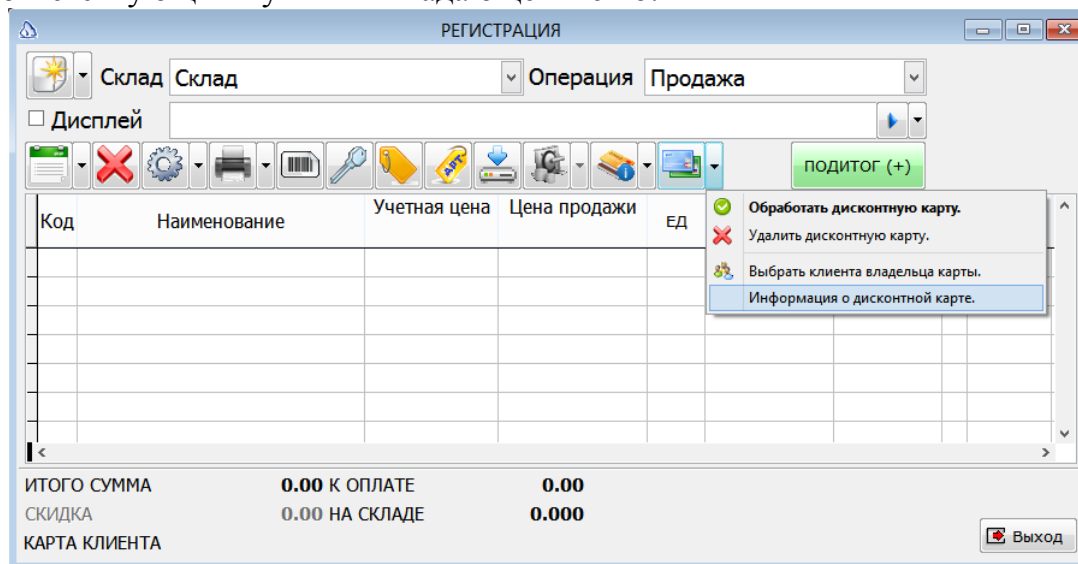 РЕГИСТРАЦИЯ
Склад Склад Операция Продажа
Дисплей
ПОДИТОГ (+)
Код Наименование Учетная цена Цена продажи ЕД
Обработать дисконтную карту.
Удалить дисконтную карту.
Выбрать клиента владельца карты.
Информация о дисконтной карте.
ИТОГО СУММА 0.00 К ОПЛАТЕ 0.00
СКИДКА 0.00 НА СКЛАДЕ 0.000
КАРТА КЛИЕНТА
Выход